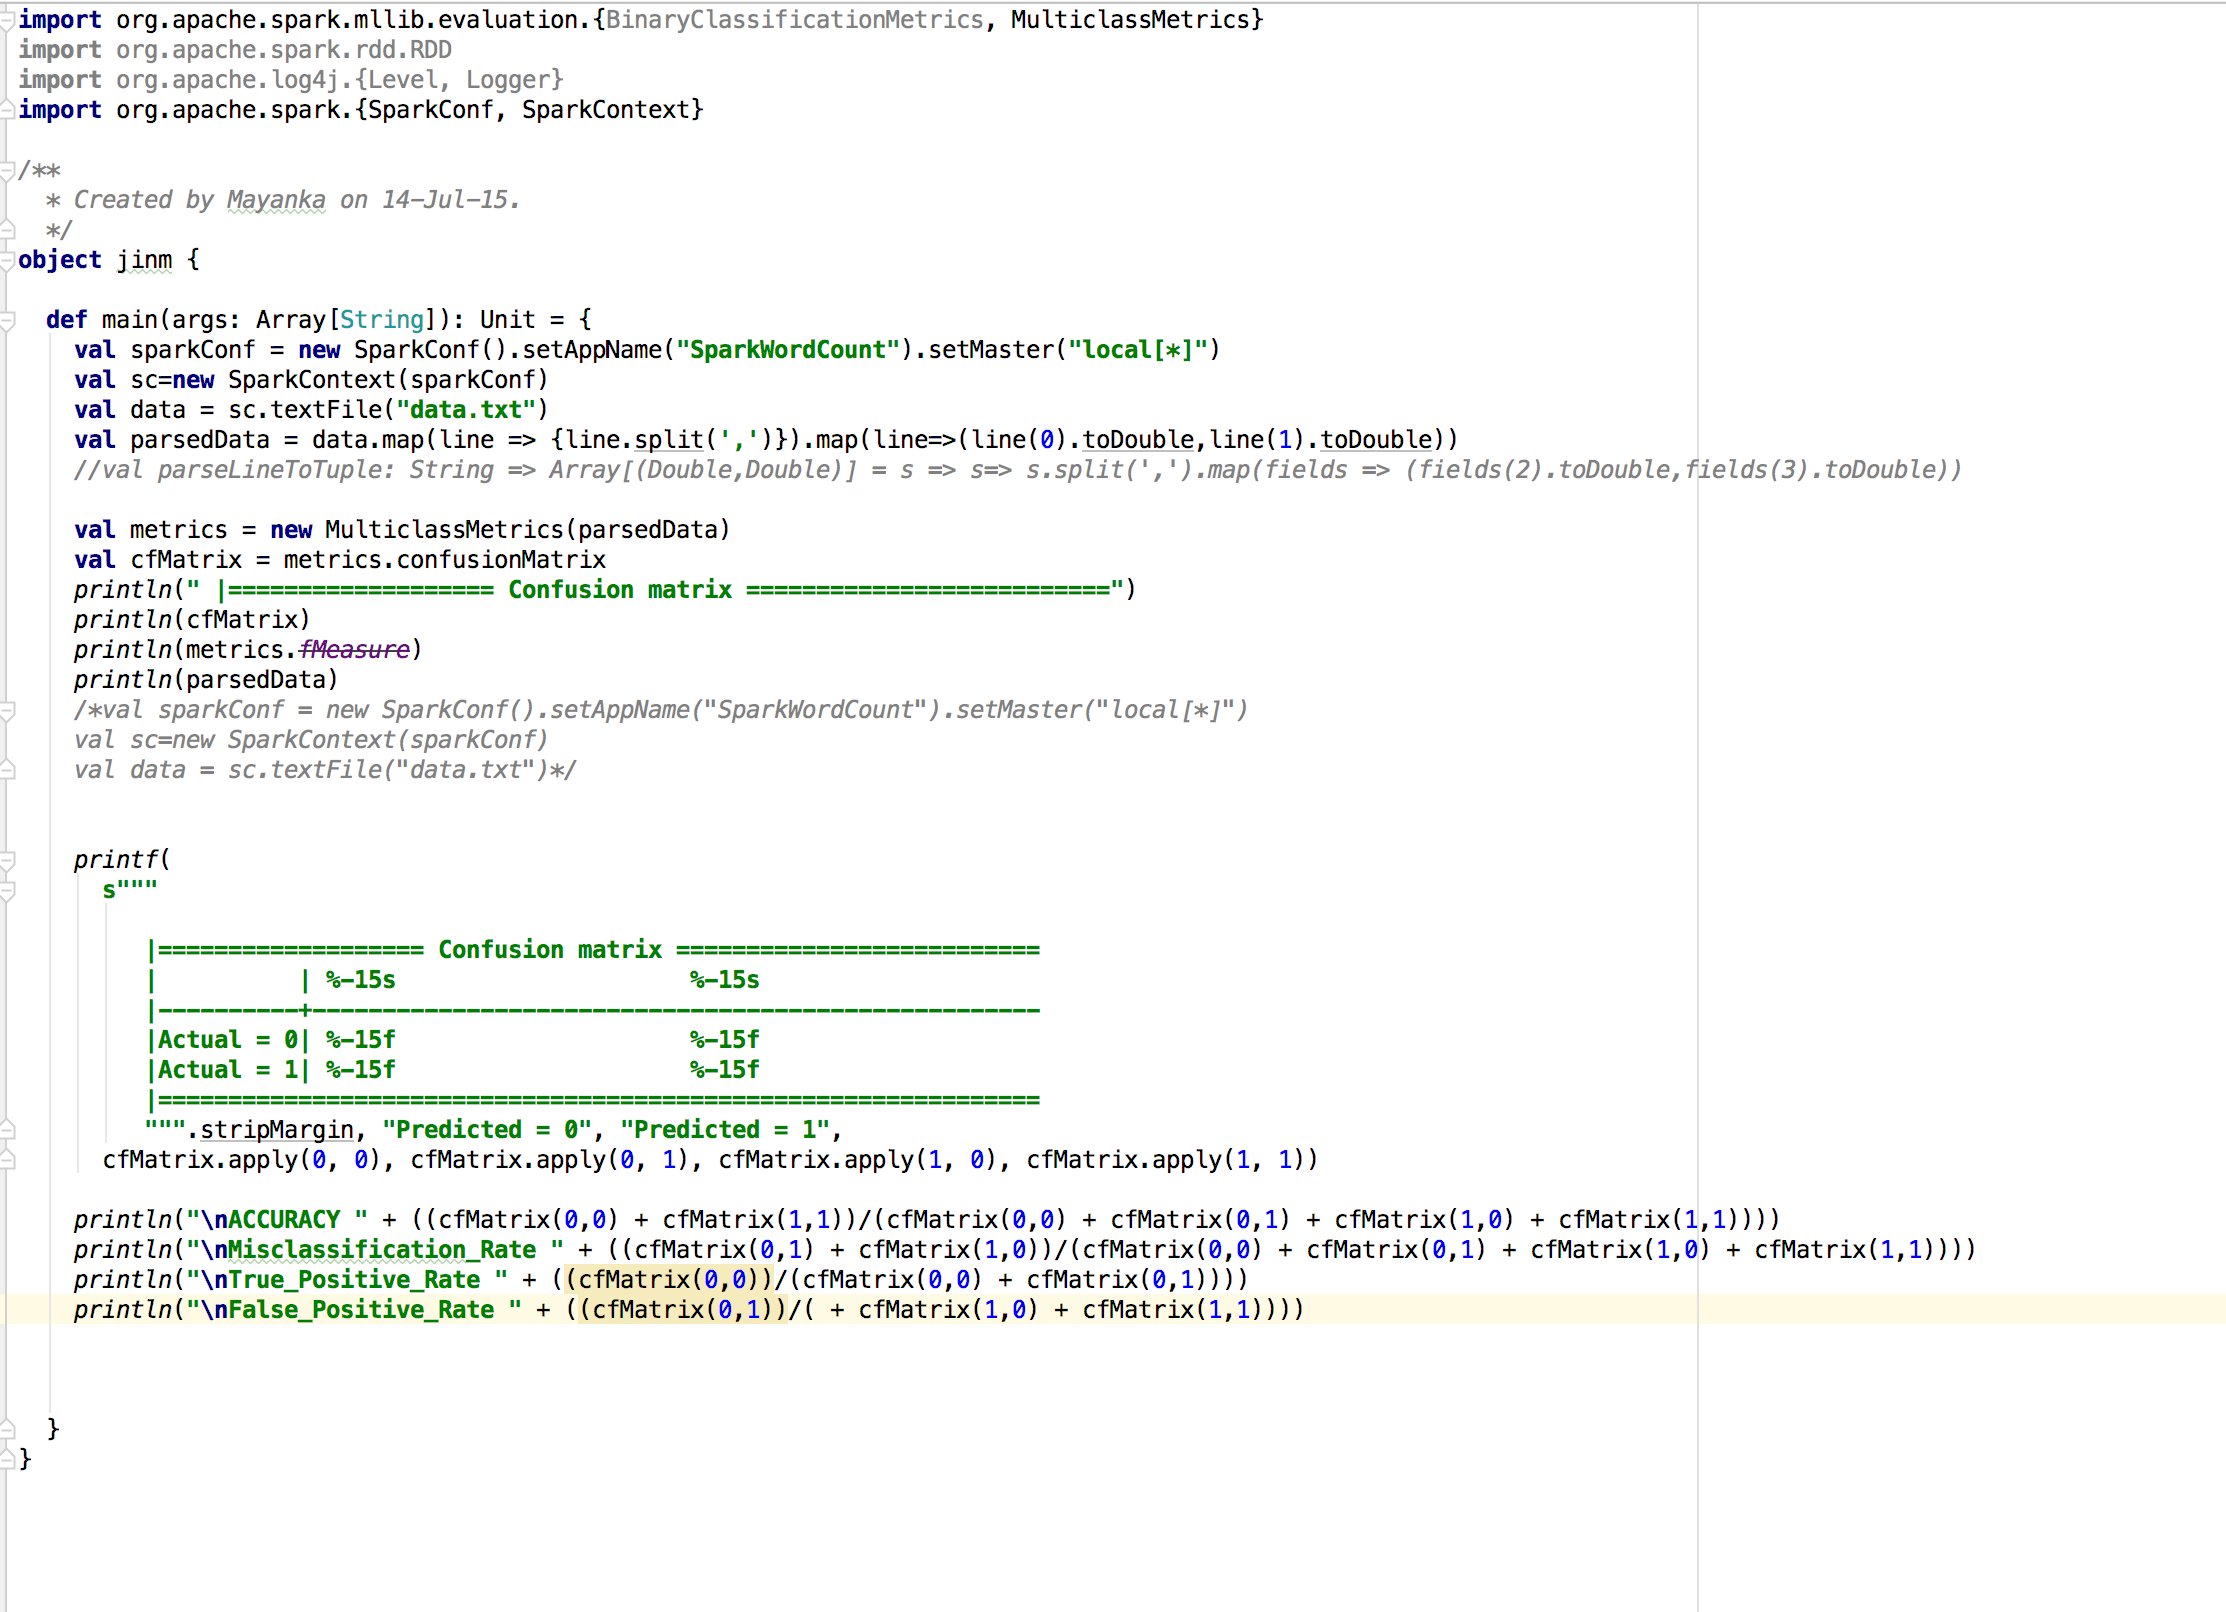 import org.apache.spark.mllib.evaluation.{BinaryClassificationMetrics, MulticlassMetrics}
import org.apache.spark.rdd.RDD
import org.apache.log4j.{Level, Logger}
import org.apache.spark.{SparkConf, SparkContext}

/**
  * Created by Mayanka on 14-Jul-15.
  */
object jinm {

  def main(args: Array[String]): Unit = {
    val sparkConf = new SparkConf().setAppName("SparkWordCount").setMaster("local[*]")
    val sc=new SparkContext(sparkConf)
    val data = sc.textFile("data.txt")
    val parsedData = data.map(line => {line.split(',')}).map(line=>(line(0).toDouble,line(1).toDouble))
    //val parseLineToTuple: String => Array[(Double,Double)] = s => s=> s.split(',').map(fields => (fields(2).toDouble,fields(3).toDouble))

    val metrics = new MulticlassMetrics(parsedData)
    val cfMatrix = metrics.confusionMatrix
    println(" |=================== Confusion matrix ==========================")
    println(cfMatrix)
    println(metrics.fMeasure)
    println(parsedData)
    /*val sparkConf = new SparkConf().setAppName("SparkWordCount").setMaster("local[*]")
    val sc=new SparkContext(sparkConf)
    val data = sc.textFile("data.txt")*/

    printf(
      s"""

         |=================== Confusion matrix ==========================
         |          | %-15s                     %-15s
         |----------+----------------------------------------------------
         |Actual = 0| %-15f                     %-15f
         |Actual = 1| %-15f                     %-15f
         |===============================================================
         """.stripMargin, "Predicted = 0", "Predicted = 1",
      cfMatrix.apply(0, 0), cfMatrix.apply(0, 1), cfMatrix.apply(1, 0), cfMatrix.apply(1, 1))

    println("\nACCURACY " + ((cfMatrix(0,0) + cfMatrix(1,1))/(cfMatrix(0,0) + cfMatrix(0,1) + cfMatrix(1,0) + cfMatrix(1,1))))
    println("\nMisclassification_Rate " + ((cfMatrix(0,1) + cfMatrix(1,0))/(cfMatrix(0,0) + cfMatrix(0,1) + cfMatrix(1,0) + cfMatrix(1,1))))
    println("\nTrue_Positive_Rate " + ((cfMatrix(0,0))/(cfMatrix(0,0) + cfMatrix(0,1))))
    println("\nFalse_Positive_Rate " + ((cfMatrix(0,1))/( + cfMatrix(1,0) + cfMatrix(1,1))))

  }
}